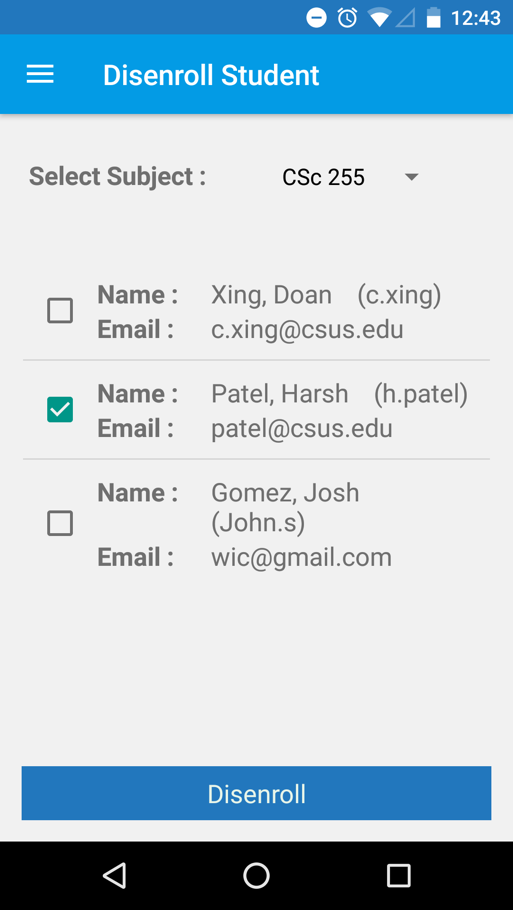 12:43
Disenroll Student
Select Subject : CSc 255
Name : Xing, Doan (c.xing)
Email : c.xing@csus.edu
Name : Patel, Harsh (h.patel)
Email : patel@csus.edu
Name : Gomez, Josh
(John.s)
Email : wic@gmail.com
Disenroll